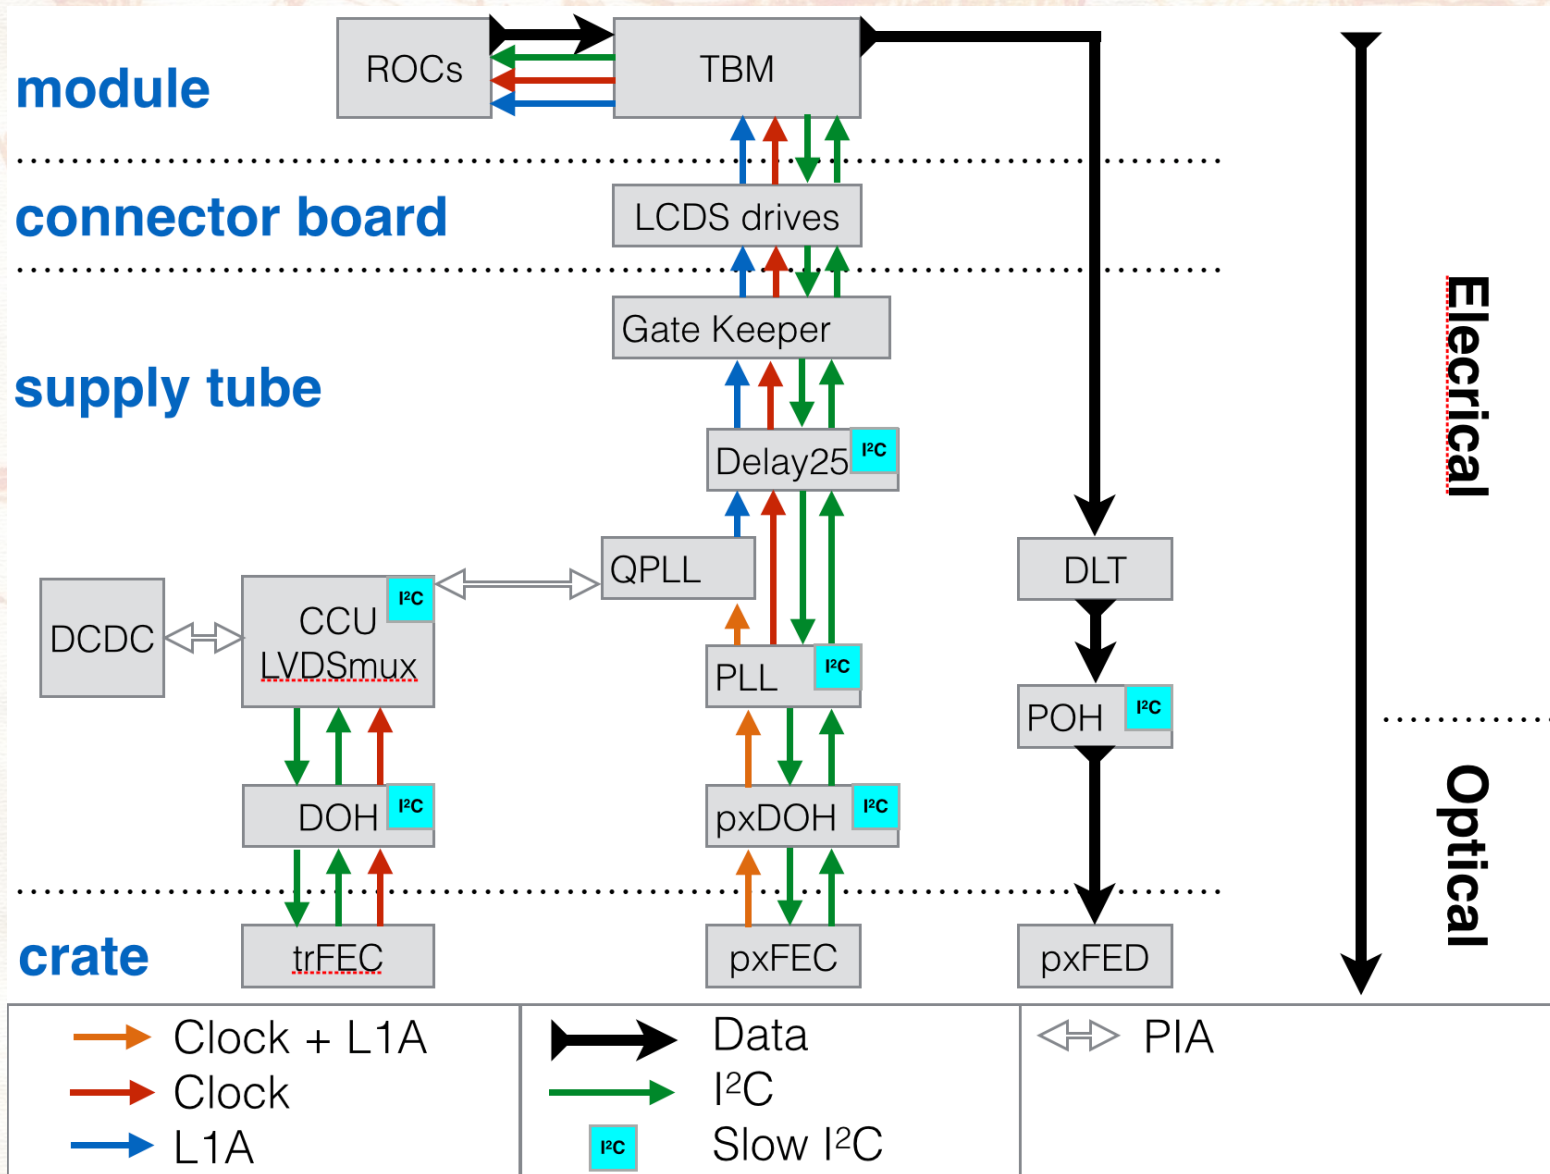 ROCs
TBM
module
LCDS drives
connector board
Gate Keeper
supply tube
Delay25
I²C
QPLL
DLT
DCDC
CCU
LVDSmux
I²C
PLL
I²C
POH
I²C
DOH
I²C
pxDOH
I²C
crate
trFEC
pxFEC
pxFED
Elecrical
Optical
Clock + L1A
Clock
L1A
Data
I²C
I²C
Slow I²C
PIA